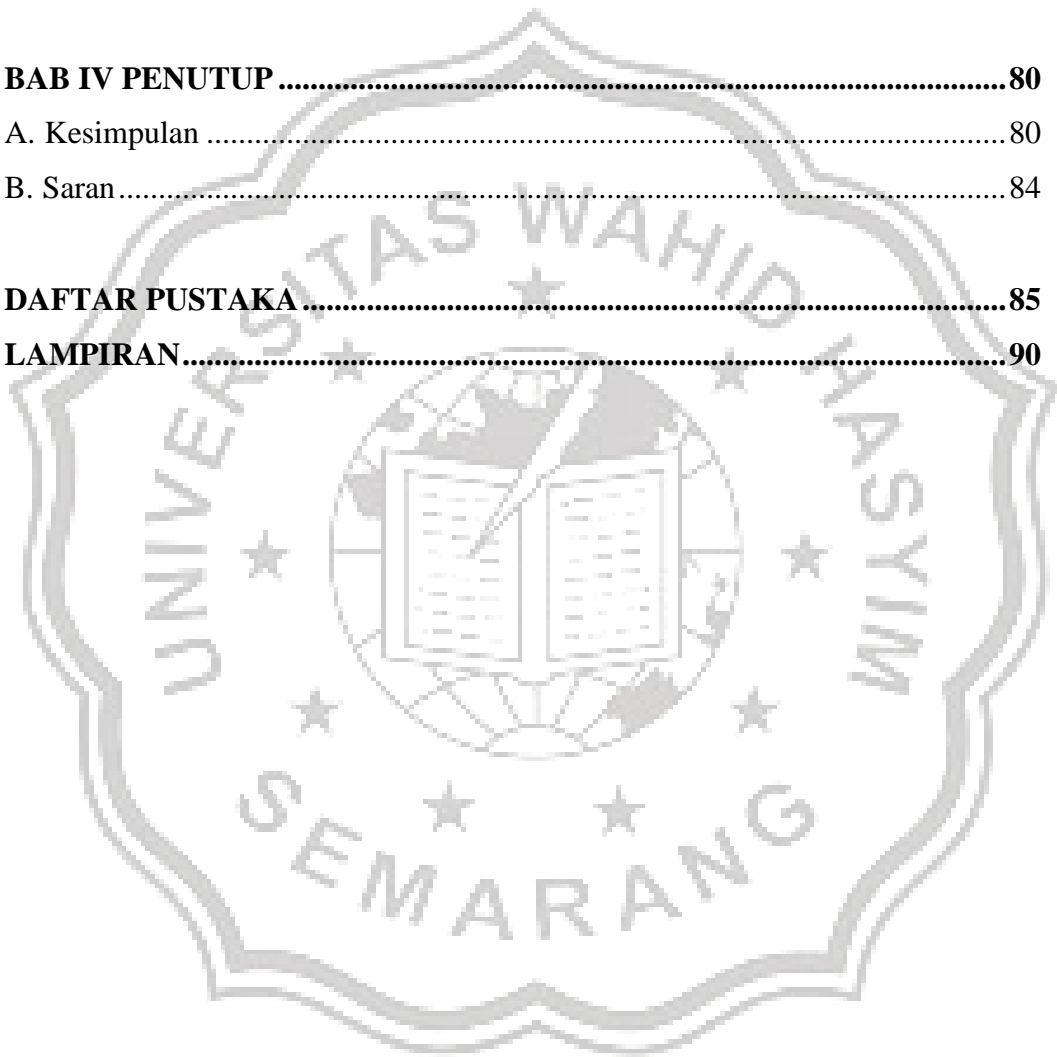 BAB IV PENUTUP ........................................................................................... 80
A. Kesimpulan .................................................................................................... 80
B. Saran ............................................................................................................... 84
DAFTAR PUSTAKA ........................................................................................ 85
LAMPIRAN ....................................................................................................... 90
UNIVERSITAS WAHID HASYIM
SEMARANG